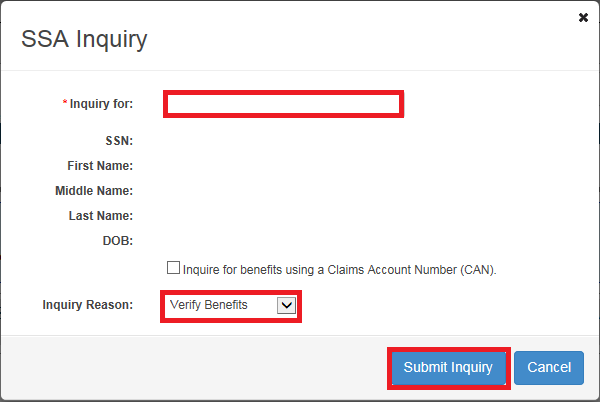 SSA Inquiry
* Inquiry for:
SSN:
First Name:
Middle Name:
Last Name:
DOB:
Inquire for benefits using a Claims Account Number (CAN).
Inquiry Reason: Verify Benefits
Submit Inquiry Cancel